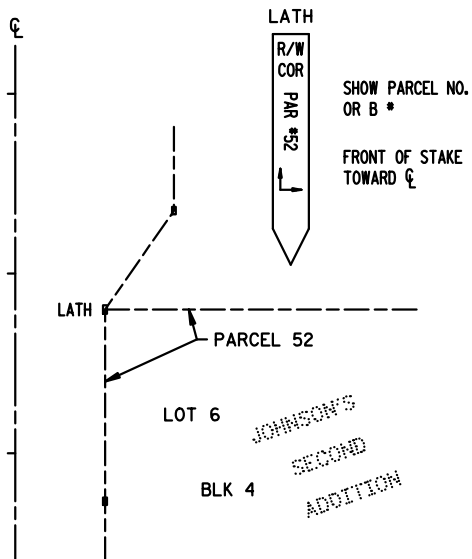 ℄
LATH
R/W
COR
PAR #52
SHOW PARCEL NO.
OR B #
FRONT OF STAKE
TOWARD ℄
LATH
PARCEL 52
LOT 6
JOHNSON'S
SECOND
BLK 4
ADDITION